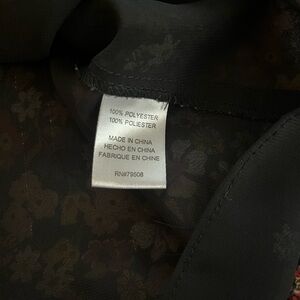 100% POLYESTER
100% POLIESTER
MADE IN CHINA
HECHO EN CHINA
FABRIQUE EN CHINE
RN#79608